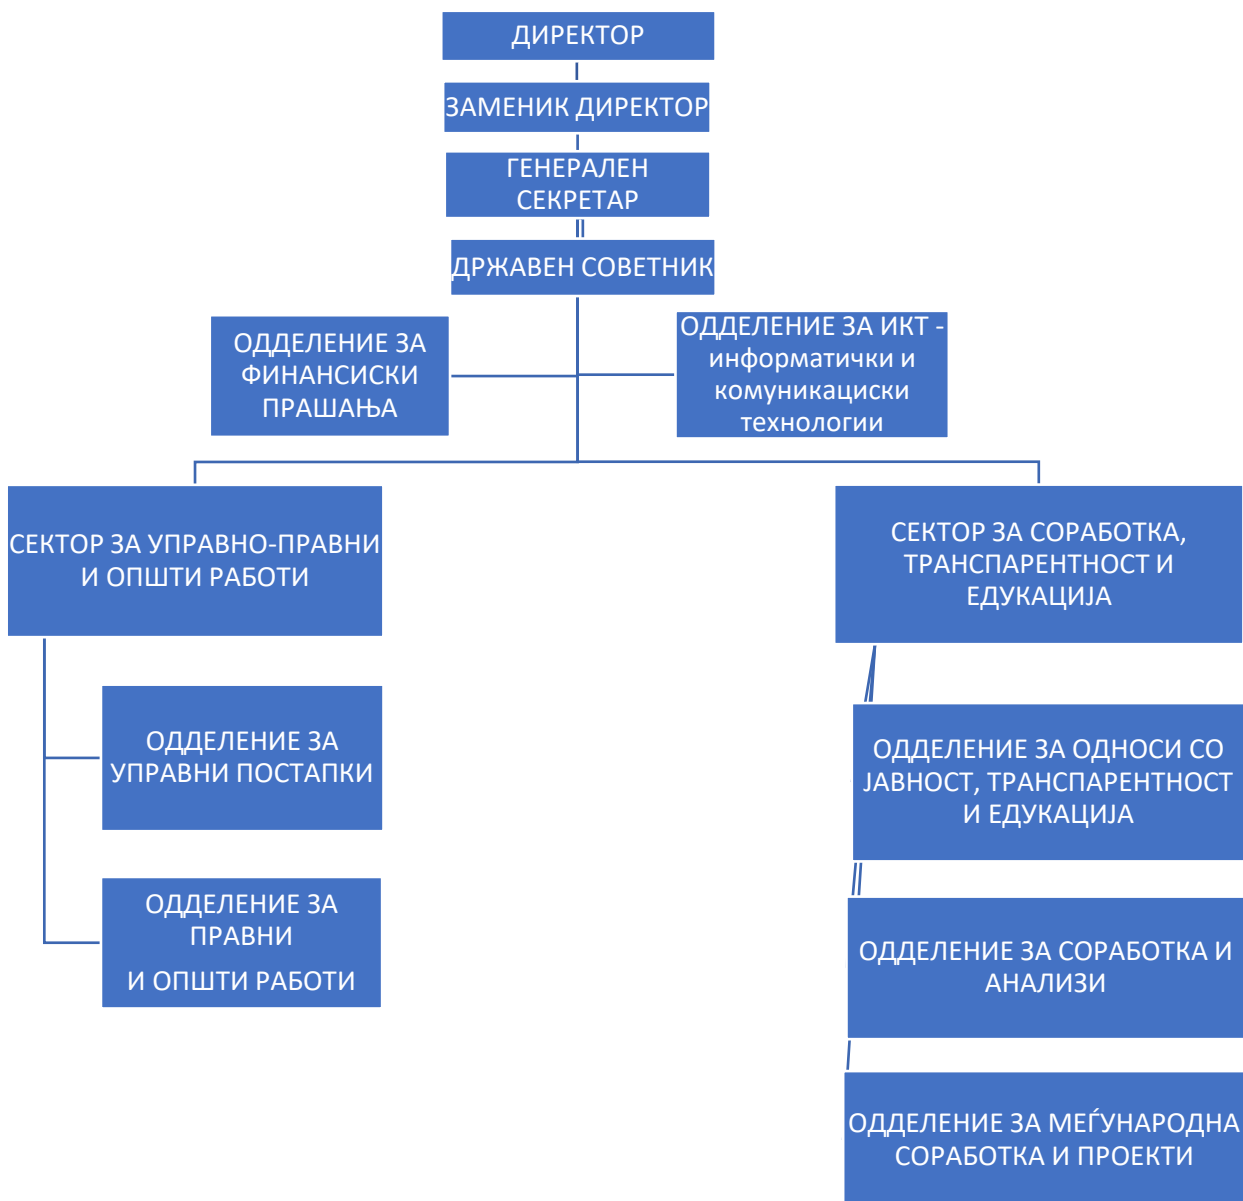 ДИРЕКТОР
ЗАМЕНИК ДИРЕКТОР
ГЕНЕРАЛЕН
СЕКРЕТАР
ДРЖАВЕН СОВЕТНИК
ОДДЕЛЕНИЕ ЗА
ФИНАНСИСКИ
ПРАШАЊА
ОДДЕЛЕНИЕ ЗА ИКТ -
информатички и
комуникациски
технологии
СЕКТОР ЗА УПРАВНО-ПРАВНИ
И ОПШТИ РАБОТИ
ОДДЕЛЕНИЕ ЗА
УПРАВНИ ПОСТАПКИ
ОДДЕЛЕНИЕ ЗА
ПРАВНИ
И ОПШТИ РАБОТИ
СЕКТОР ЗА СОРАБОТКА,
ТРАНСПАРЕНТНОСТ И
ЕДУКАЦИЈА
ОДДЕЛЕНИЕ ЗА ОДНОСИ СО
ЈАВНОСТ, ТРАНСПАРЕНТНОСТ
И ЕДУКАЦИЈА
ОДДЕЛЕНИЕ ЗА СОРАБОТКА И
АНАЛИЗИ
ОДДЕЛЕНИЕ ЗА МЕЃУНАРОДНА
СОРАБОТКА И ПРОЕКТИ